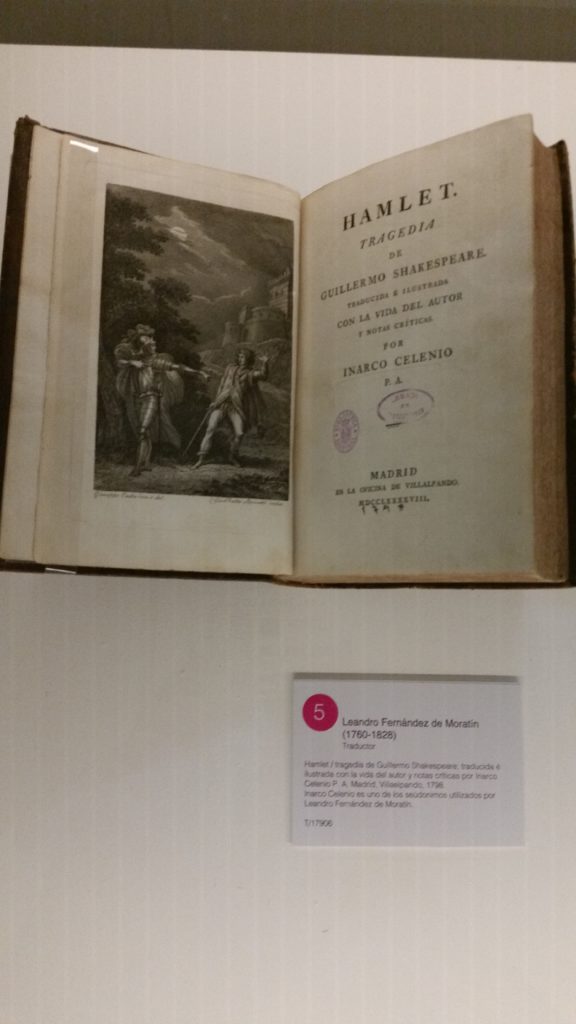 HAMLET.
TRAGEDIA
DE
GUILLERMO SHAKESPEARE.
TRADUCIDA É ILUSTRADA
CON LA VIDA DEL AUTOR
Y NOTAS CRÍTICAS.
POR
INARCO CELENIO
P. A.
MADRID
EN LA OFICINA DE VILLALPANDO.
MDCCLXXXXVIII.
1798
5
Leandro Fernández de Moratín
(1760-1828)
Traductor
Hamlet / tragedia de Guillermo Shakespeare; traducida é
ilustrada con la vida del autor y notas críticas por Inarco
Celenio P. A. Madrid, Villaelpando, 1798.
Inarco Celenio es uno de los seudónimos utilizados por
Leandro Fernández de Moratín.
T/17906